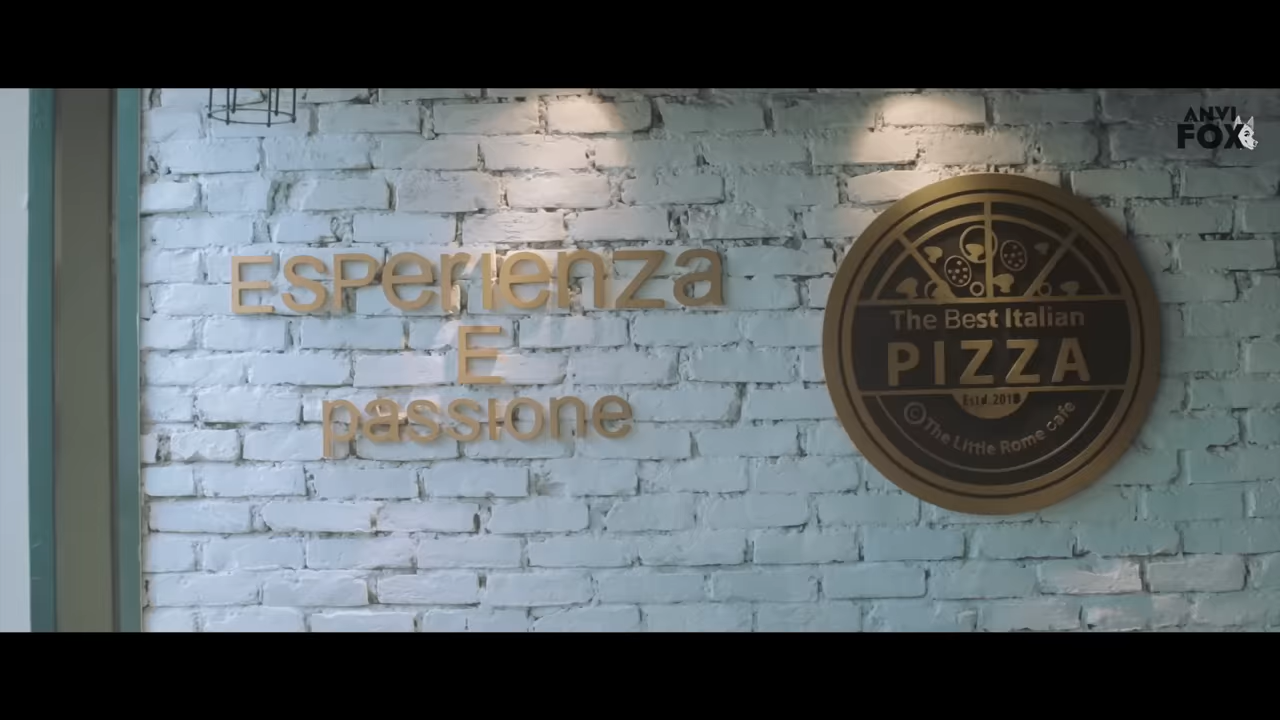 ESPerienza
E
passione
The Best Italian
PIZZA
Estd.2018
© The Little Rome cafe
ANVI
FOX